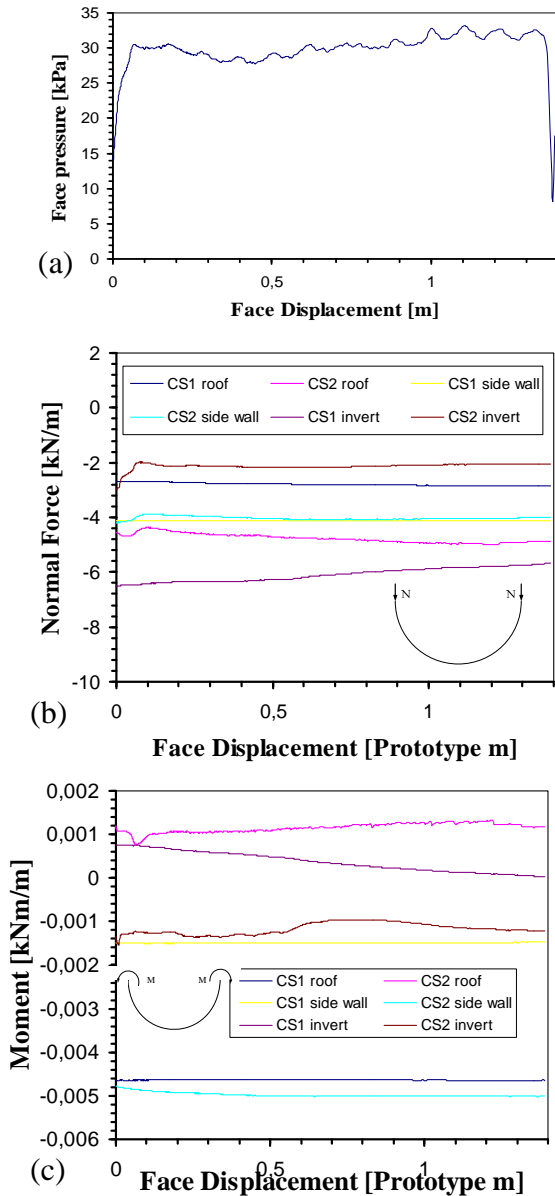 Face pressure [kPa]
35
30
25
20
15
10
5
0
0 0,5 1
Face Displacement [m]
(a)
Normal Force [kN/m]
2
0
-2
-4
-6
-8
-10
CS1 roof CS2 roof CS1 side wall
CS2 side wall CS1 invert CS2 invert
N N
0 0,5 1
Face Displacement [Prototype m]
(b)
Moment [kNm/m]
0,002
0,001
0
-0,001
-0,002
-0,003
-0,004
-0,005
-0,006
M M
CS1 roof CS2 roof
CS1 side wall CS2 side wall
CS1 invert CS2 invert
0 0,5 1
Face Displacement [Prototype m]
(c)